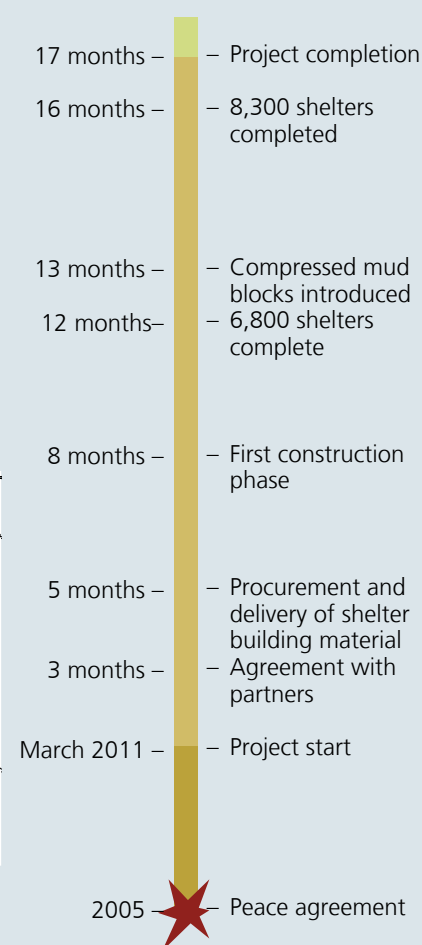 17 months – – Project completion
16 months – – 8,300 shelters
completed
13 months – – Compressed mud
blocks introduced
12 months– – 6,800 shelters
complete
8 months – – First construction
phase
5 months – – Procurement and
delivery of shelter
building material
3 months – – Agreement with
partners
March 2011 – – Project start
2005 – – Peace agreement